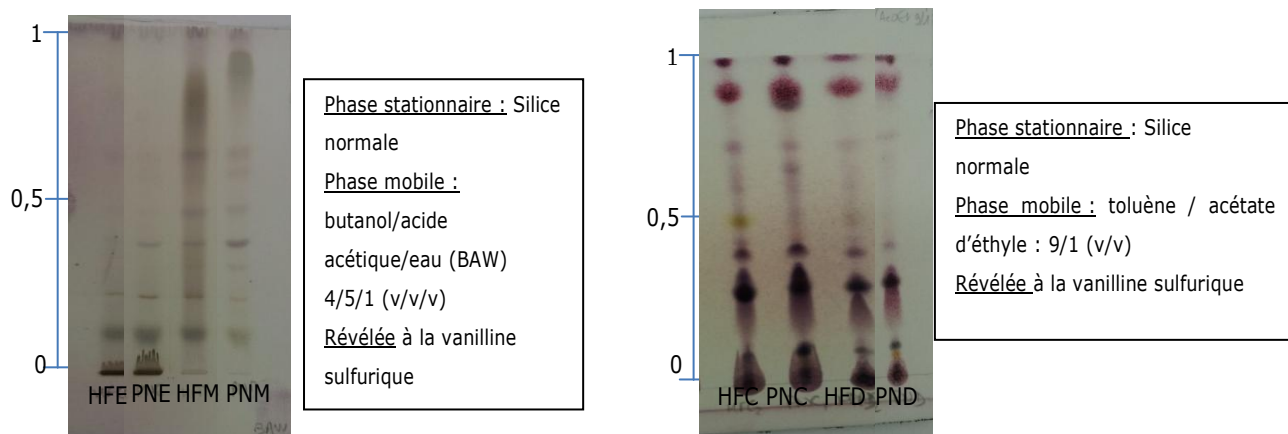 1
0,5
0
HFE PNE HFM PNM
BAW
Phase stationnaire : Silice
normale
Phase mobile :
butanol/acide
acétique/eau (BAW)
4/5/1 (v/v/v)
Révélée à la vanilline
sulfurique
1
0,5
0
HFC PNC HFD PND
Phase stationnaire : Silice
normale
Phase mobile : toluène / acétate
d'éthyle : 9/1 (v/v)
Révélée à la vanilline sulfurique